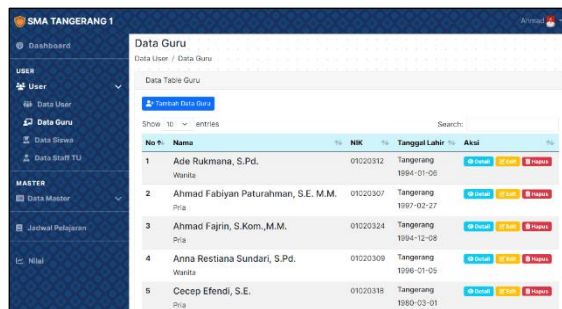 SMA TANGERANG 1
Ahmad
Dashboard
USER
User
Data User
Data Guru
Data Siswa
Data Staff TU
MASTER
Data Master
Jadwal Pelajaran
Nilai
Data Guru
Data User / Data Guru
Data Table Guru
Tambah Data Guru
Show 10 entries
Search:
No Nama NIK Tanggal Lahir Aksi
1 Ade Rukmana, S.Pd. 01020312 Tangerang Detail Edit Hapus
Wanita 1994-01-06
2 Ahmad Fabiyan Paturahman, S.E. M.M. 01020307 Tangerang Detail Edit Hapus
Pria 1997-02-27
3 Ahmad Fajrin, S.Kom.,M.M. 01020324 Tangerang Detail Edit Hapus
Pria 1994-12-08
4 Anna Restiana Sundari, S.Pd. 01020309 Tangerang Detail Edit Hapus
Wanita 1996-01-05
5 Cecep Efendi, S.E. 01020318 Tangerang Detail Edit Hapus
Pria 1980-03-01